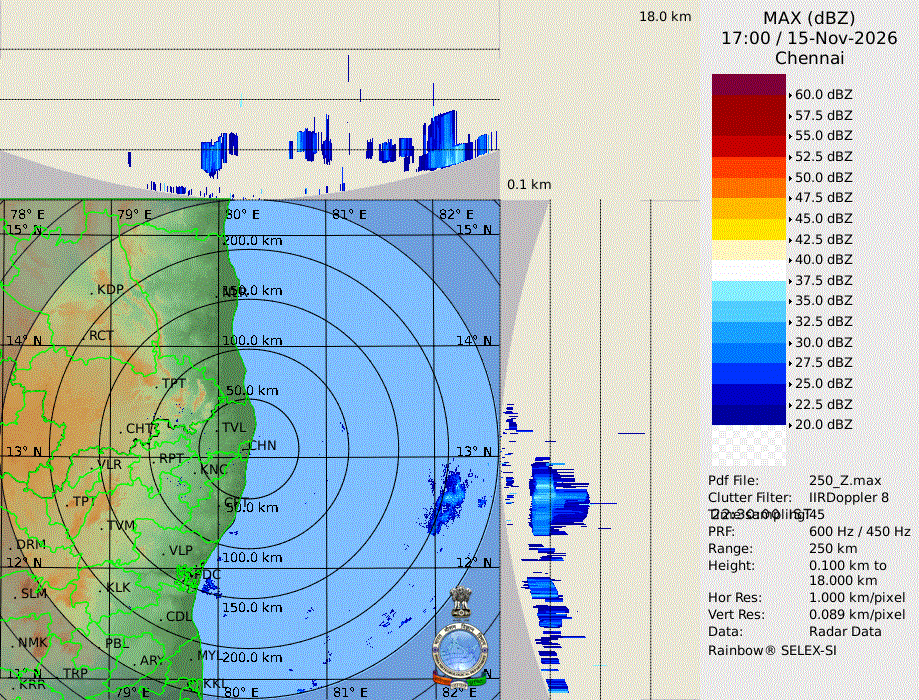 18.0 km
0.1 km
MAX (dBZ)
17:00 / 15-Nov-2026
Chennai
60.0 dBZ
57.5 dBZ
55.0 dBZ
52.5 dBZ
50.0 dBZ
47.5 dBZ
45.0 dBZ
42.5 dBZ
40.0 dBZ
37.5 dBZ
35.0 dBZ
32.5 dBZ
30.0 dBZ
27.5 dBZ
25.0 dBZ
22.5 dBZ
20.0 dBZ
Pdf File: 250_Z.max
Clutter Filter: IIRDoppler 8
Time sampling:45
PRF: 600 Hz / 450 Hz
Range: 250 km
Height: 0.100 km to
18.000 km
Hor Res: 1.000 km/pixel
Vert Res: 0.089 km/pixel
Data: Radar Data
Rainbow® SELEX-SI
78° E 79° E 80° E 81° E 82° E
15° N 15° N
200.0 km
KDP
150.0 km
RCT
14° N 100.0 km 14° N
TPT
50.0 km
CHT TVL
CHN
13° N RPT 13° N
VLR KNC
TPT
50.0 km
TVM
DRM VLP
100.0 km
12° N 12° N
SLM KLK
150.0 km
CDL
NMK PBL
ARY MYL 200.0 km
TRP
KRR KKL
79° E 80° E 81° E 82° E